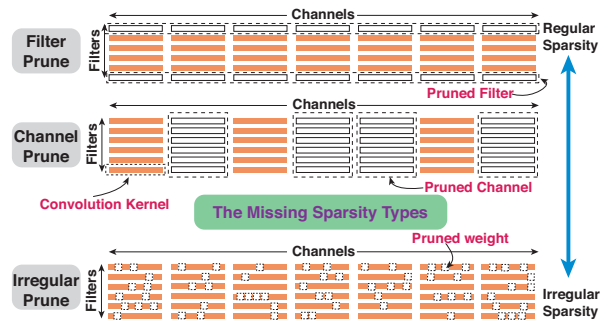 Channels
Filter
Prune
Filters
Regular
Sparsity
Pruned Filter
Channels
Channel
Prune
Filters
Convolution Kernel
Pruned Channel
The Missing Sparsity Types
Pruned weight
Channels
Irregular
Prune
Filters
Irregular
Sparsity